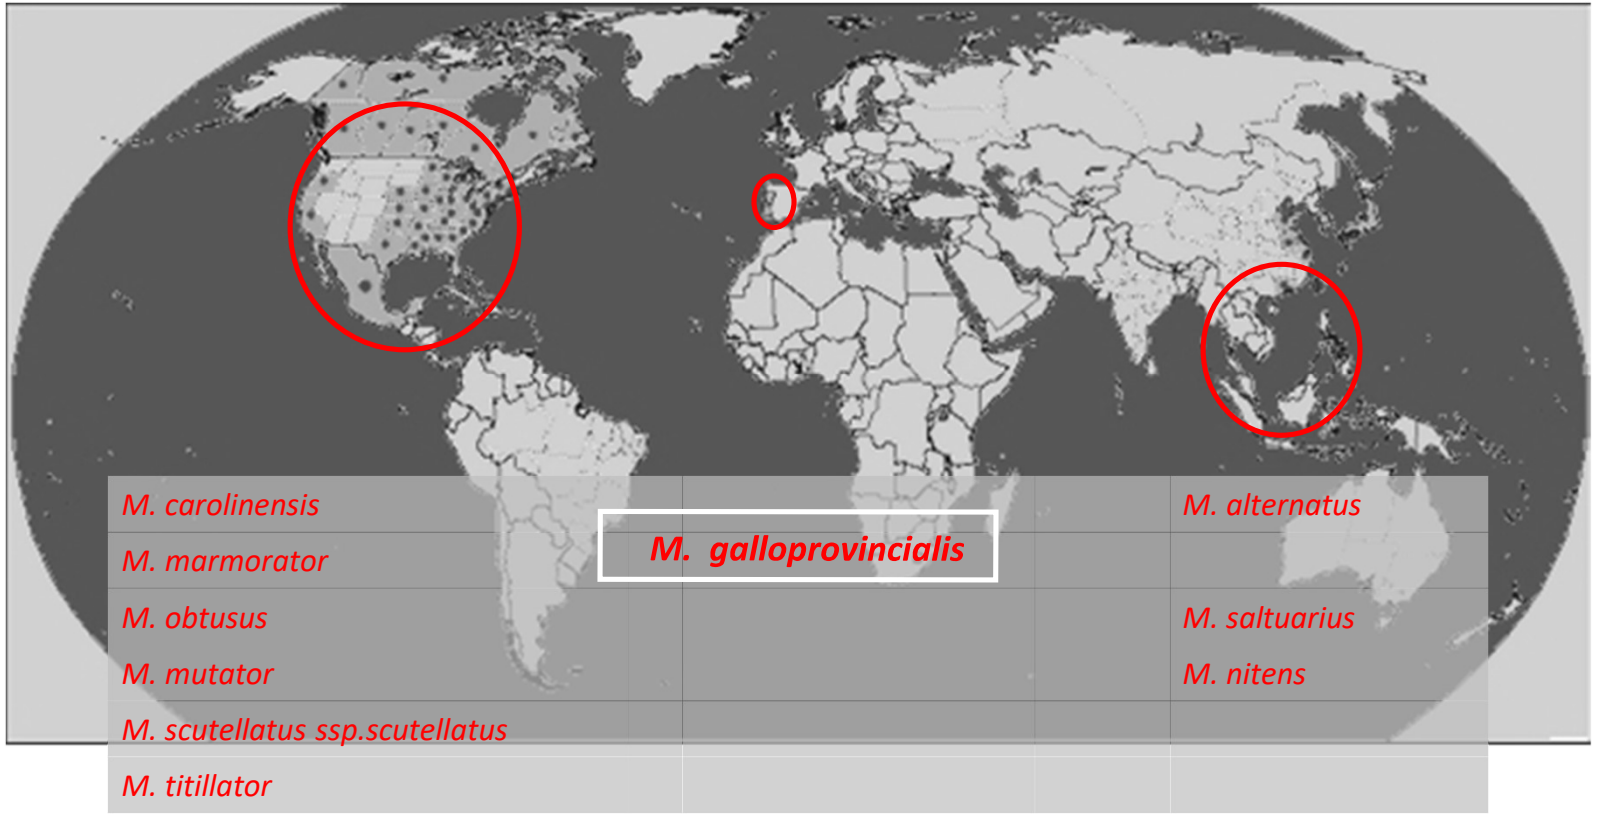 M. carolinensis
M. alternatus
M. galloprovincialis
M. marmorator
M. obtusus
M. saltuarius
M. mutator
M. nitens
M. scutellatus ssp.scutellatus
M. titillator